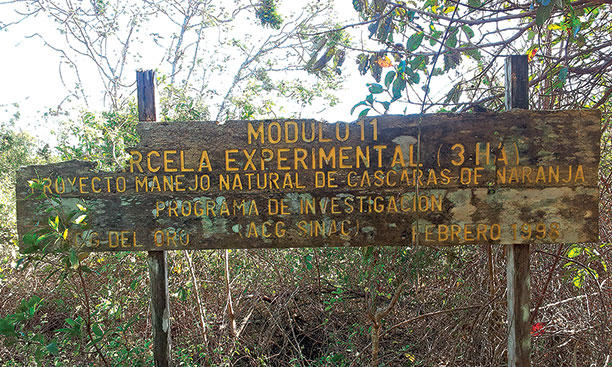 MODULO 11
RCELA EXPERIMENTAL (3 HA)
PROYECTO MANEJO NATURAL DE CASCARAS DE NARANJA
PROGRAMA DE INVESTIGACION
DEL ORO ACG SINAC FEBRERO 1998